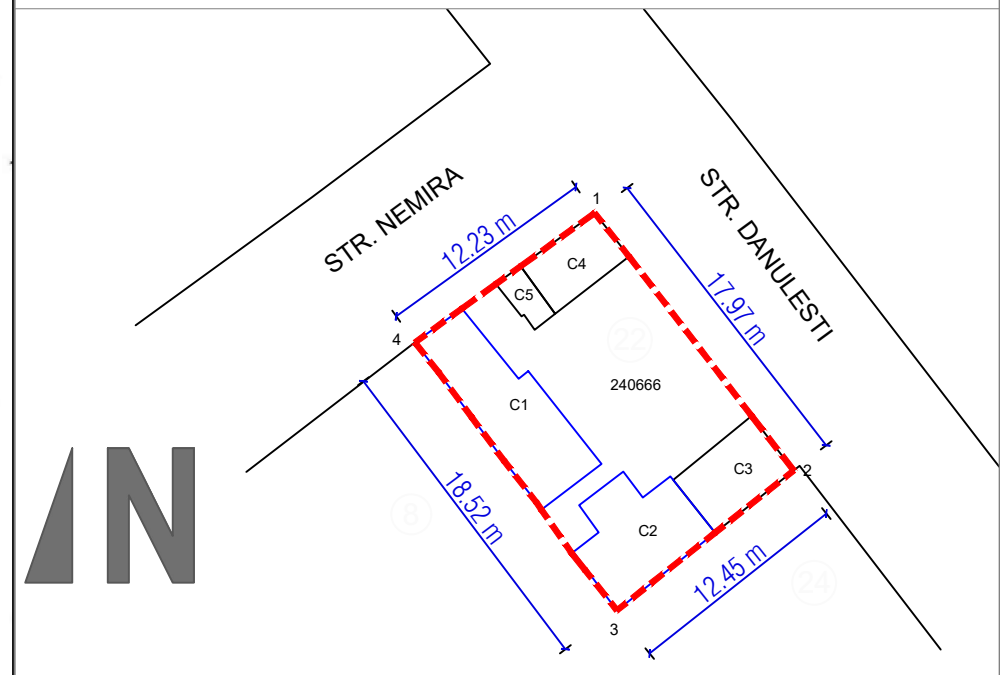 STR. NEMIRA
STR. DANULESTI
12.23 m
1
17.97 m
C4
C5
22
4
240666
C1
C3
2
18.52 m
8
C2
12.45 m
24
3
N